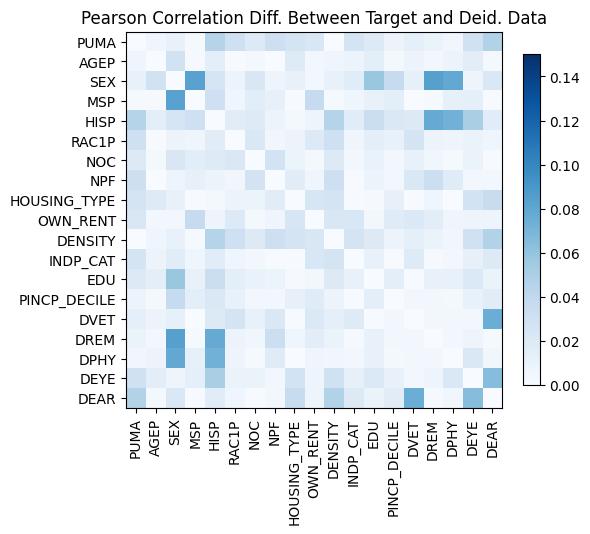 Pearson Correlation Diff. Between Target and Deid. Data
PUMA
AGEP
SEX
MSP
HISP
RAC1P
NOC
NPF
HOUSING_TYPE
OWN_RENT
DENSITY
INDP_CAT
EDU
PINCP_DECILE
DVET
DREM
DPHY
DEYE
DEAR
PUMA
AGEP
SEX
MSP
HISP
RAC1P
NOC
NPF
HOUSING_TYPE
OWN_RENT
DENSITY
INDP_CAT
EDU
PINCP_DECILE
DVET
DREM
DPHY
DEYE
DEAR
0.14
0.12
0.10
0.08
0.06
0.04
0.02
0.00